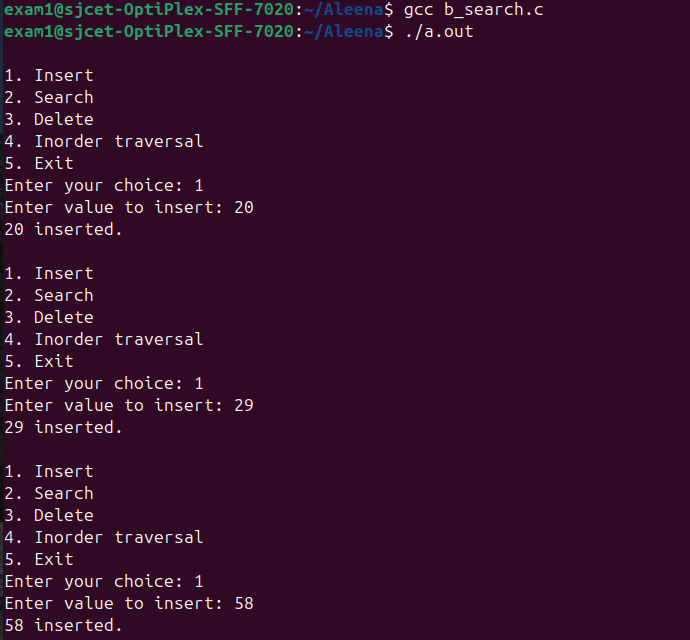 exam1@sjcet-OptiPlex-SFF-7020:~/Aleena$ gcc b_search.c
exam1@sjcet-OptiPlex-SFF-7020:~/Aleena$ ./a.out

1. Insert
2. Search
3. Delete
4. Inorder traversal
5. Exit
Enter your choice: 1
Enter value to insert: 20
20 inserted.

1. Insert
2. Search
3. Delete
4. Inorder traversal
5. Exit
Enter your choice: 1
Enter value to insert: 29
29 inserted.

1. Insert
2. Search
3. Delete
4. Inorder traversal
5. Exit
Enter your choice: 1
Enter value to insert: 58
58 inserted.